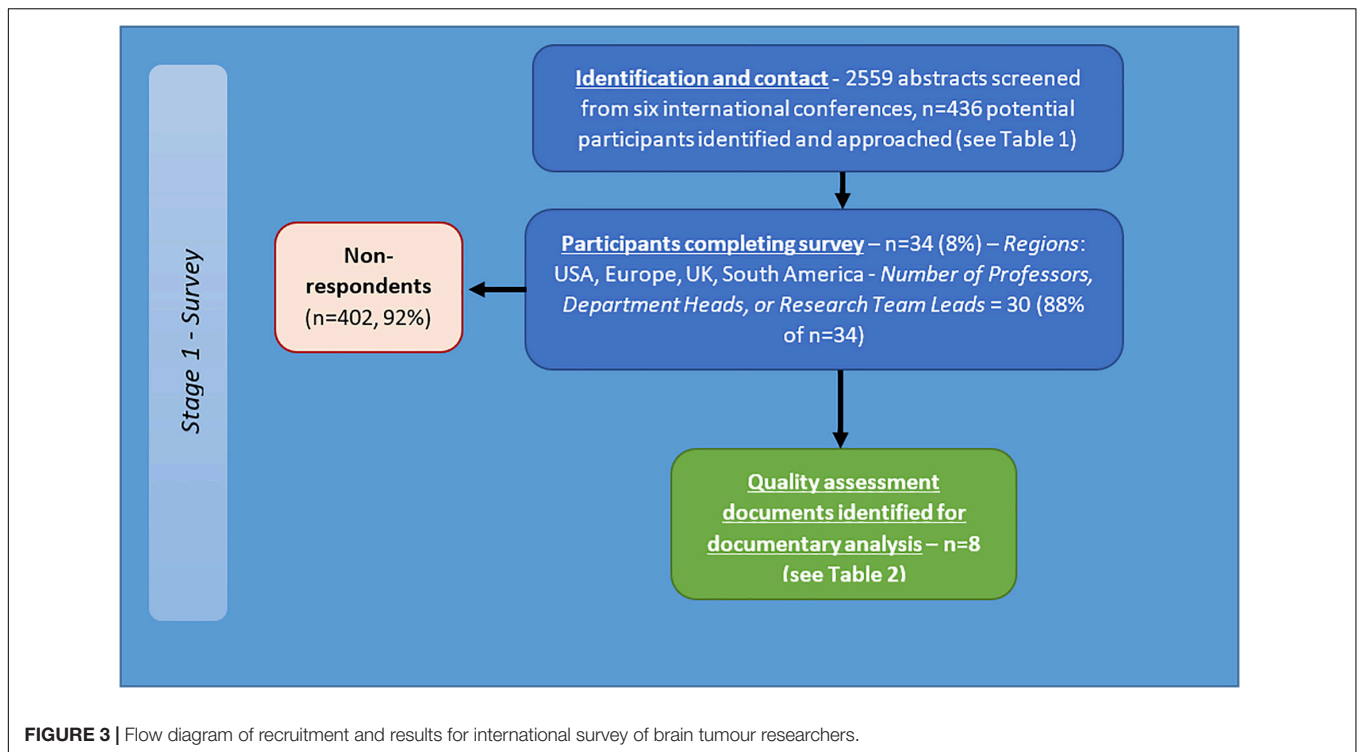 Stage 1 - Survey
Identification and contact - 2559 abstracts screened
from six international conferences, n=436 potential
participants identified and approached (see Table 1)
Participants completing survey – n=34 (8%) – Regions:
USA, Europe, UK, South America - Number of Professors,
Department Heads, or Research Team Leads = 30 (88%
of n=34)
Non-
respondents
(n=402, 92%)
Quality assessment
documents identified for
documentary analysis – n=8
(see Table 2)
FIGURE 3 | Flow diagram of recruitment and results for international survey of brain tumour researchers.